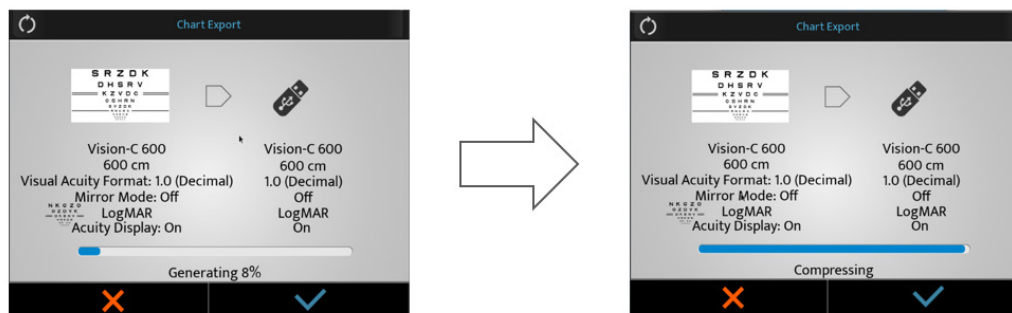 Chart Export
S R Z D K
D H S R V
K Z V D C
Vision-C 600
600 cm
Visual Acuity Format: 1.0 (Decimal)
Mirror Mode: Off
LogMAR
Acuity Display: On
Vision-C 600
600 cm
1.0 (Decimal)
Off
LogMAR
On
N K C Z O
Generating 8%
Chart Export
S R Z D K
D H S R V
K Z V D C
Vision-C 600
600 cm
Visual Acuity Format: 1.0 (Decimal)
Mirror Mode: Off
LogMAR
Acuity Display: On
Vision-C 600
600 cm
1.0 (Decimal)
Off
LogMAR
On
N K C Z O
Compressing